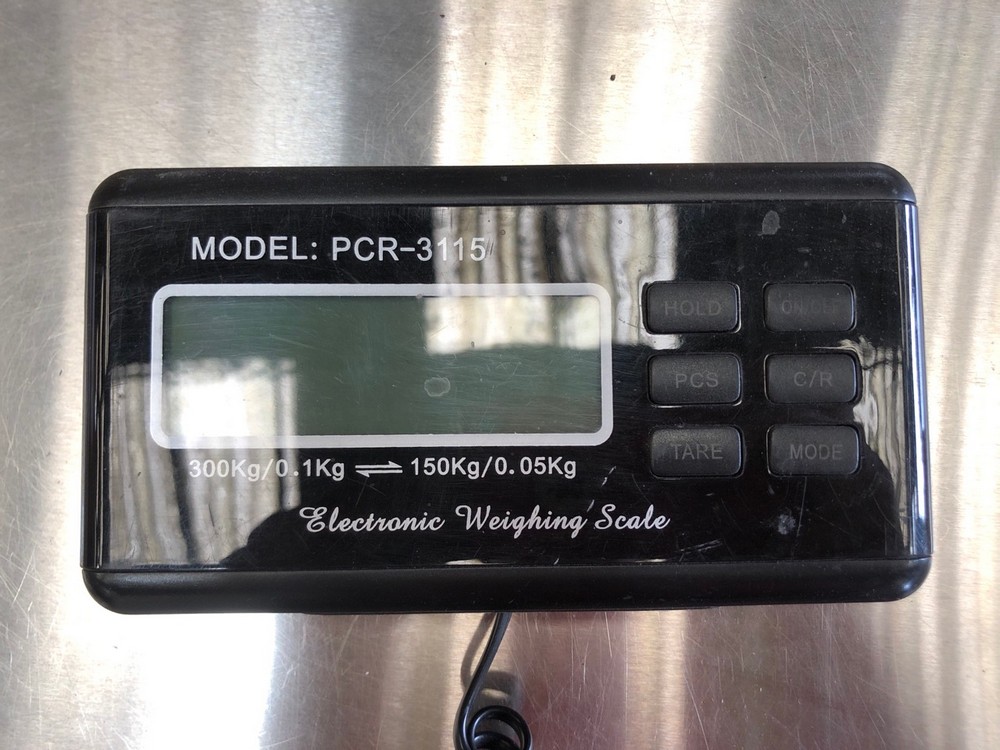 MODEL: PCR-3115
HOLD
PCS
C/R
TARE MODE
300Kg/0.1Kg ⇌ 150Kg/0.05Kg
Electronic Weighing Scale